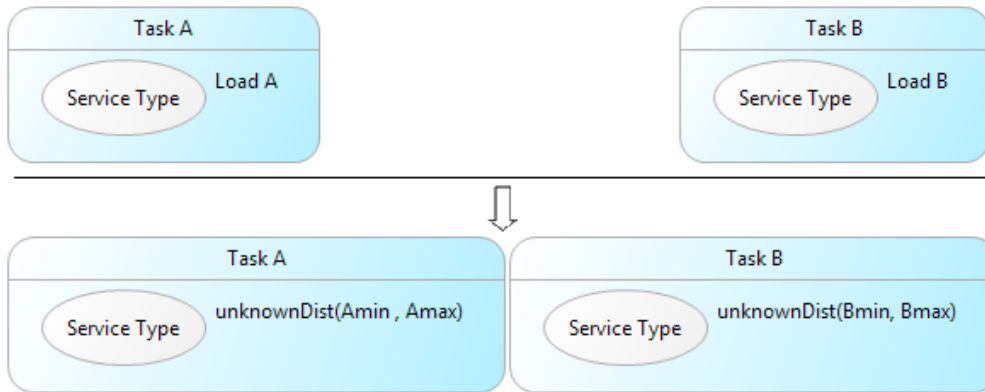 Task A
Task B
Service Type
Load A
Service Type
Load B
Task A
Task B
Service Type
unknownDist(Amin , Amax)
Service Type
unknownDist(Bmin, Bmax)